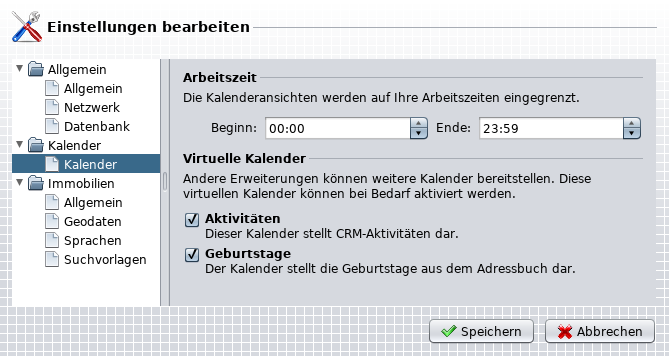 Einstellungen bearbeiten
Allgemein
Allgemein
Netzwerk
Datenbank
Kalender
Kalender
Immobilien
Allgemein
Geodaten
Sprachen
Suchvorlagen
Arbeitszeit
Die Kalenderansichten werden auf Ihre Arbeitszeiten eingegrenzt.
Beginn: 00:00 Ende: 23:59
Virtuelle Kalender
Andere Erweiterungen können weitere Kalender bereitstellen. Diese
virtuellen Kalender können bei Bedarf aktiviert werden.
Aktivitäten
Dieser Kalender stellt CRM-Aktivitäten dar.
Geburtstage
Der Kalender stellt die Geburtstage aus dem Adressbuch dar.
Speichern Abbrechen